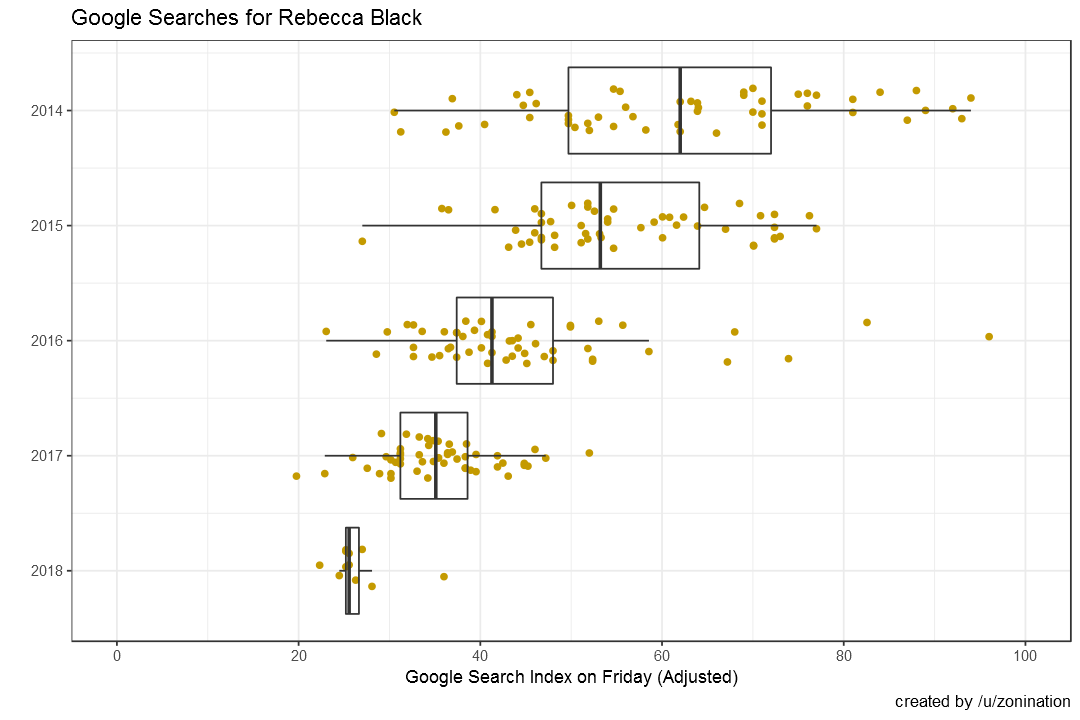 Google Searches for Rebecca Black
2014
2015
2016
2017
2018
0 20 40 60 80 100
Google Search Index on Friday (Adjusted)
created by /u/zonination